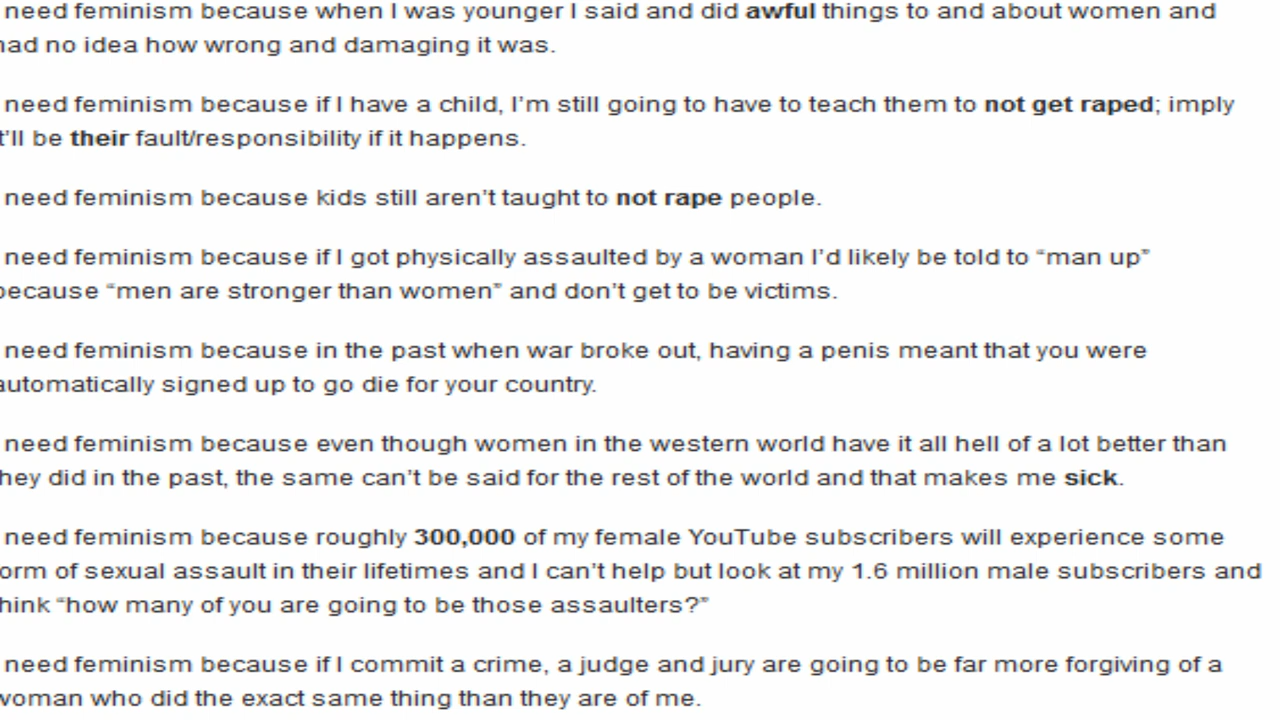 need feminism because when I was younger I said and did awful things to and about women and
had no idea how wrong and damaging it was.
need feminism because if I have a child, I'm still going to have to teach them to not get raped; imply
t'll be their fault/responsibility if it happens.
need feminism because kids still aren't taught to not rape people.
need feminism because if I got physically assaulted by a woman I'd likely be told to “man up”
because “men are stronger than women” and don't get to be victims.
need feminism because in the past when war broke out, having a penis meant that you were
automatically signed up to go die for your country.
need feminism because even though women in the western world have it all hell of a lot better than
hey did in the past, the same can't be said for the rest of the world and that makes me sick.
need feminism because roughly 300,000 of my female YouTube subscribers will experience some
orm of sexual assault in their lifetimes and I can't help but look at my 1.6 million male subscribers and
hink “how many of you are going to be those assaulters?”
need feminism because if I commit a crime, a judge and jury are going to be far more forgiving of a
woman who did the exact same thing than they are of me.